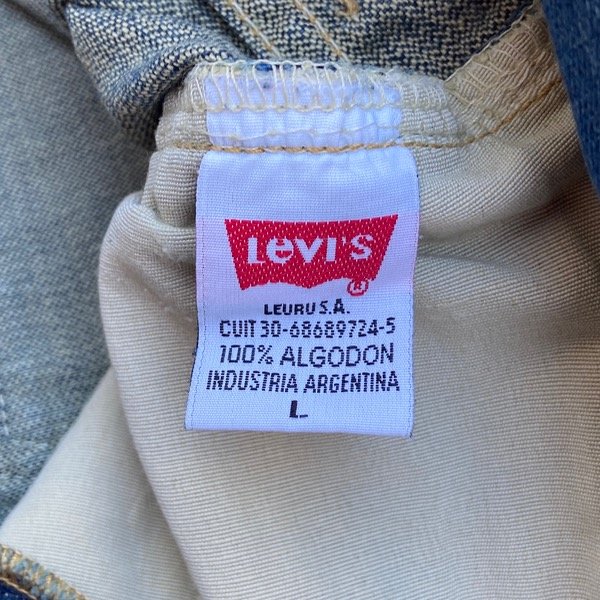 Levi's
®
LEURU S.A.
CUIT 30-68689724-5
100% ALGODON
INDUSTRIA ARGENTINA
L